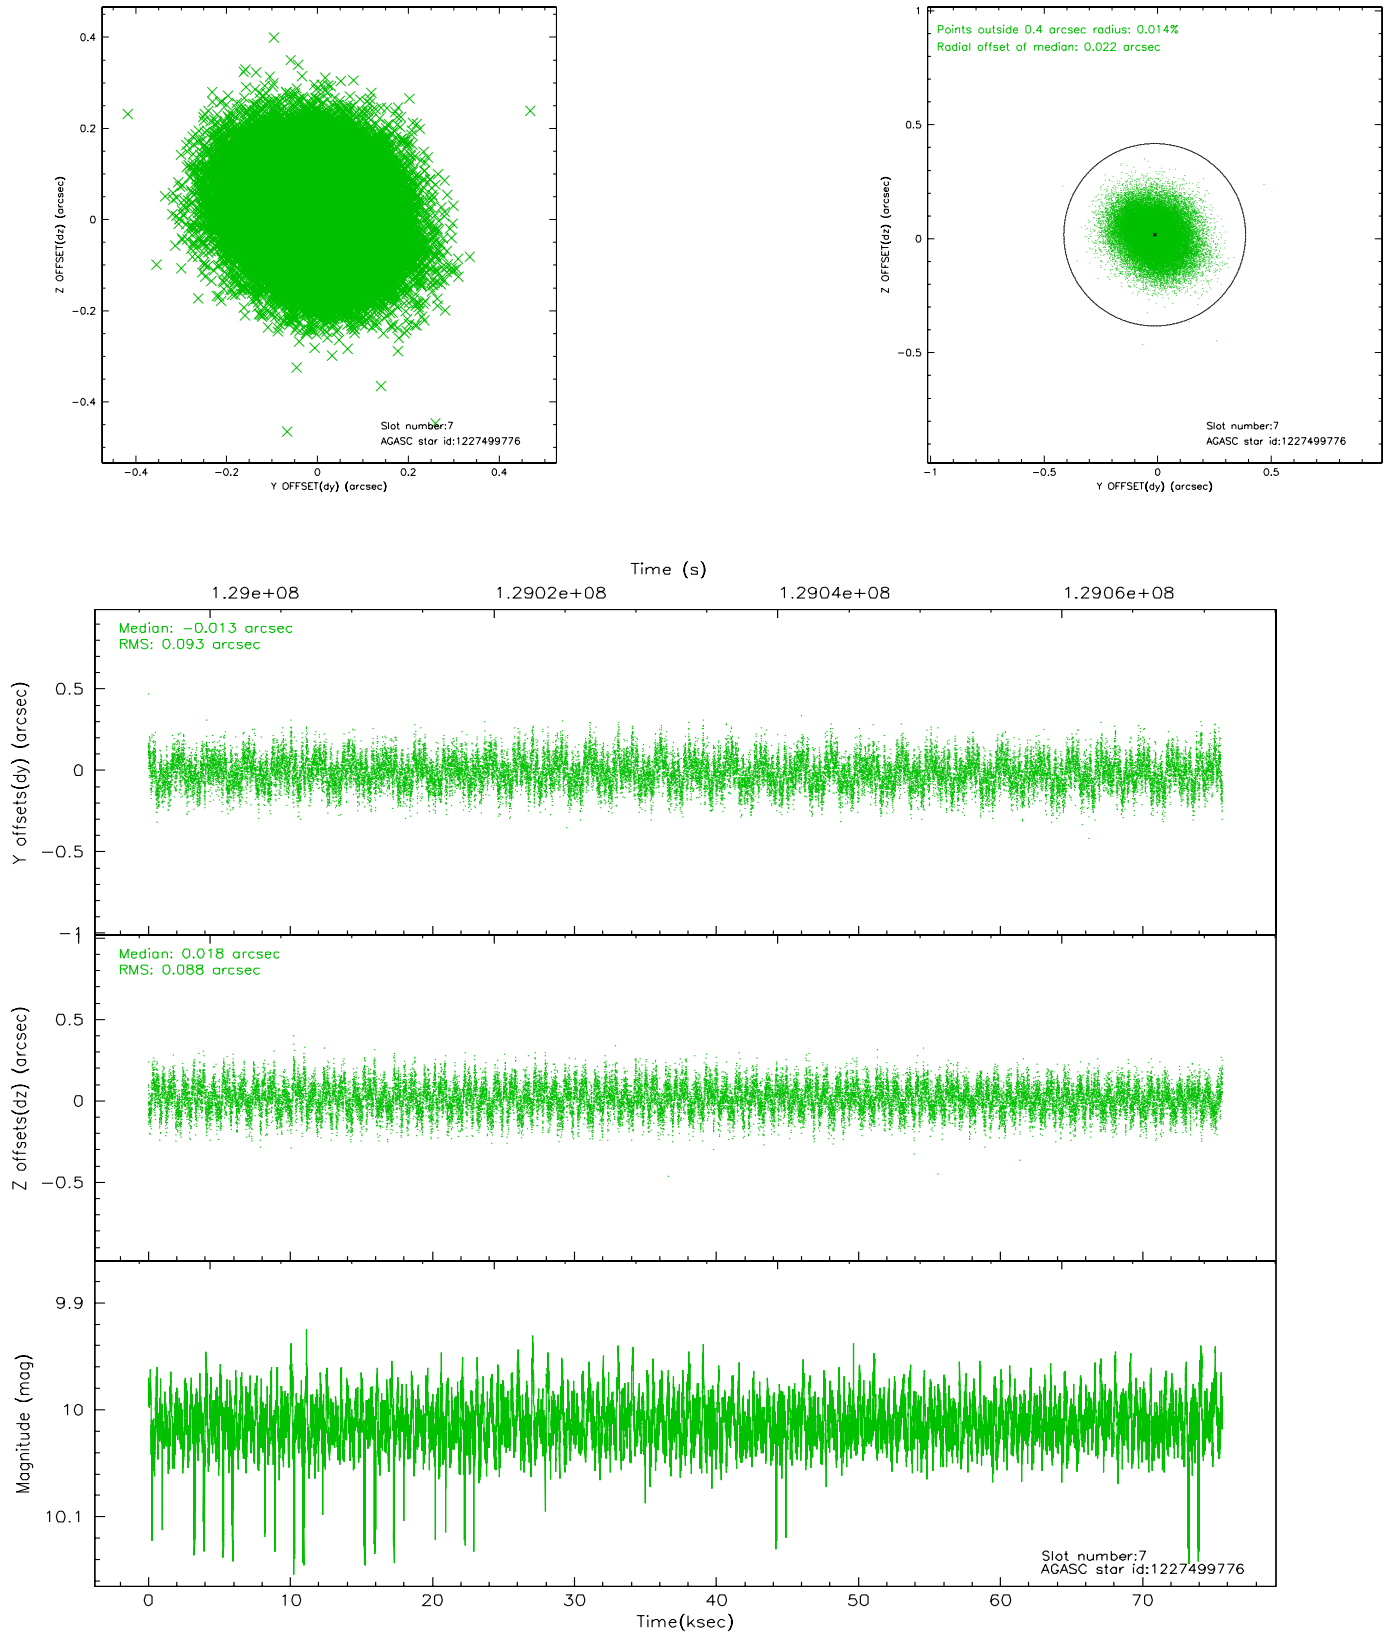 0.4
0.2
0
-0.2
-0.4
Z OFFSET(dz) (arcsec)
Slot number:7
AGASC star id:1227499776
-0.4
-0.2
0
0.2
0.4
Y OFFSET(dy) (arcsec)
1
0.5
0
-0.5
Z OFFSET(dz) (arcsec)
Points outside 0.4 arcsec radius: 0.014%
Radial offset of median: 0.022 arcsec
Slot number:7
AGASC star id:1227499776
-1
-0.5
0
0.5
Y OFFSET(dy) (arcsec)
Time (s)
1.29e+08
1.2902e+08
1.2904e+08
1.2906e+08
Median: -0.013 arcsec
RMS: 0.093 arcsec
0.5
0
-0.5
-1
Y offsets(dy) (arcsec)
Median: 0.018 arcsec
RMS: 0.088 arcsec
1
0.5
0
-0.5
Z offsets(dz) (arcsec)
9.9
10
10.1
Magnitude (mag)
Slot number:7
AGASC star id:1227499776
0
10
20
30
40
50
60
70
Time(ksec)